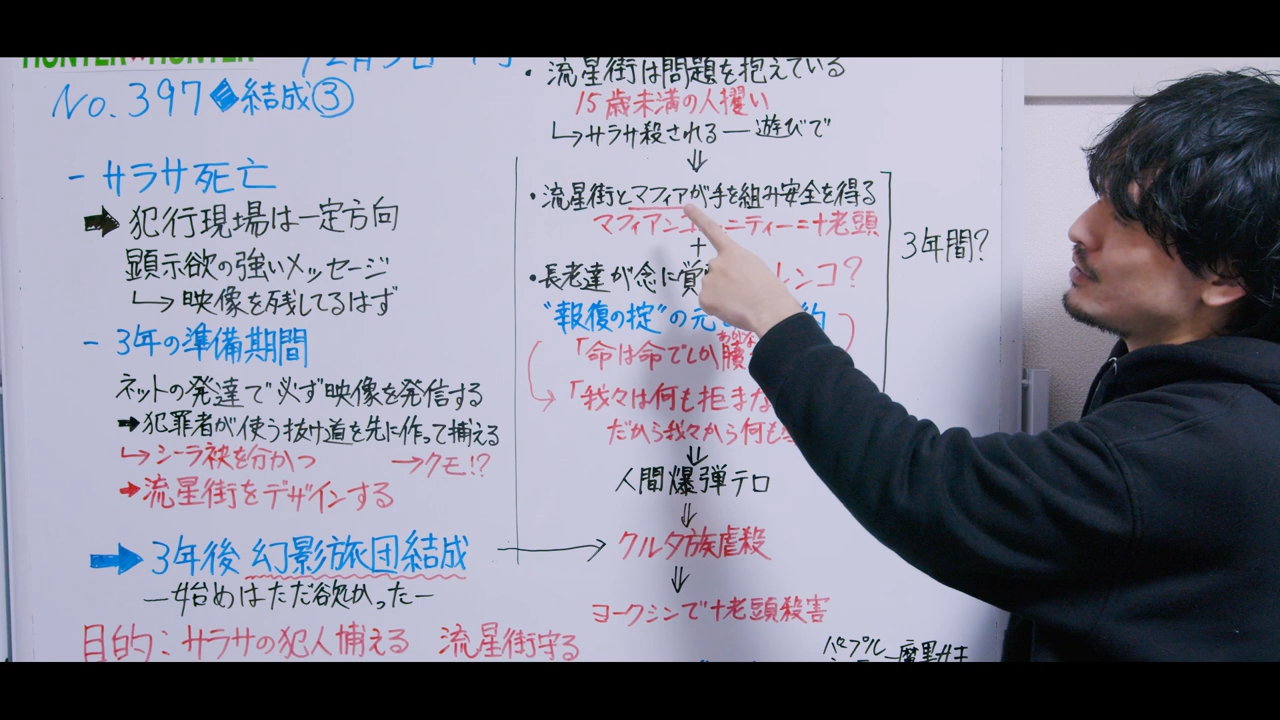 HUNTER×HUNTER
No.397◆結成③
- サラサ死亡
➡犯行現場は一定方向
顕示欲の強いメッセージ
↳映像を残してるはず
- 3年の準備期間
ネットの発達で必ず映像を発信する
➡犯罪者が使う抜け道を先に作って捕える
↳シーラ袂を分かつ →クモ!?
➡流星街をデザインする
➡3年後 幻影旅団結成
—始めはただ欲かった—
目的：サラサの犯人捕える 流星街守る
・流星街は問題を抱えている
15歳未満の人攫い
↳サラサ殺される—遊びで
⇓
・流星街とマフィアが手を組み安全を得る
マフィアンコミュニティー=十老頭
+
・長老達が念に覚 レンコ?
"報復の掟"の元 約
「命は命でしか贖
「我々は何も拒まな
だから我々から何も
⇓
人間爆弾テロ
⇓
クルタ族虐殺
⇓
ヨークシンで十老頭殺害
3年間?